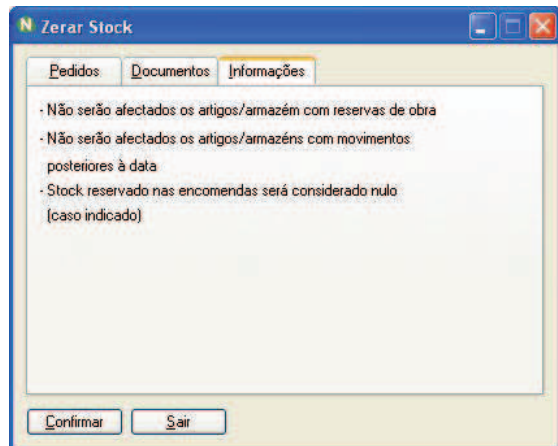 N Zerar Stock
Pedidos Documentos Informações
- Não serão afectados os artigos/armazém com reservas de obra
- Não serão afectados os artigos/armazéns com movimentos
posteriores à data
- Stock reservado nas encomendas será considerado nulo
(caso indicado)
Confirmar Sair